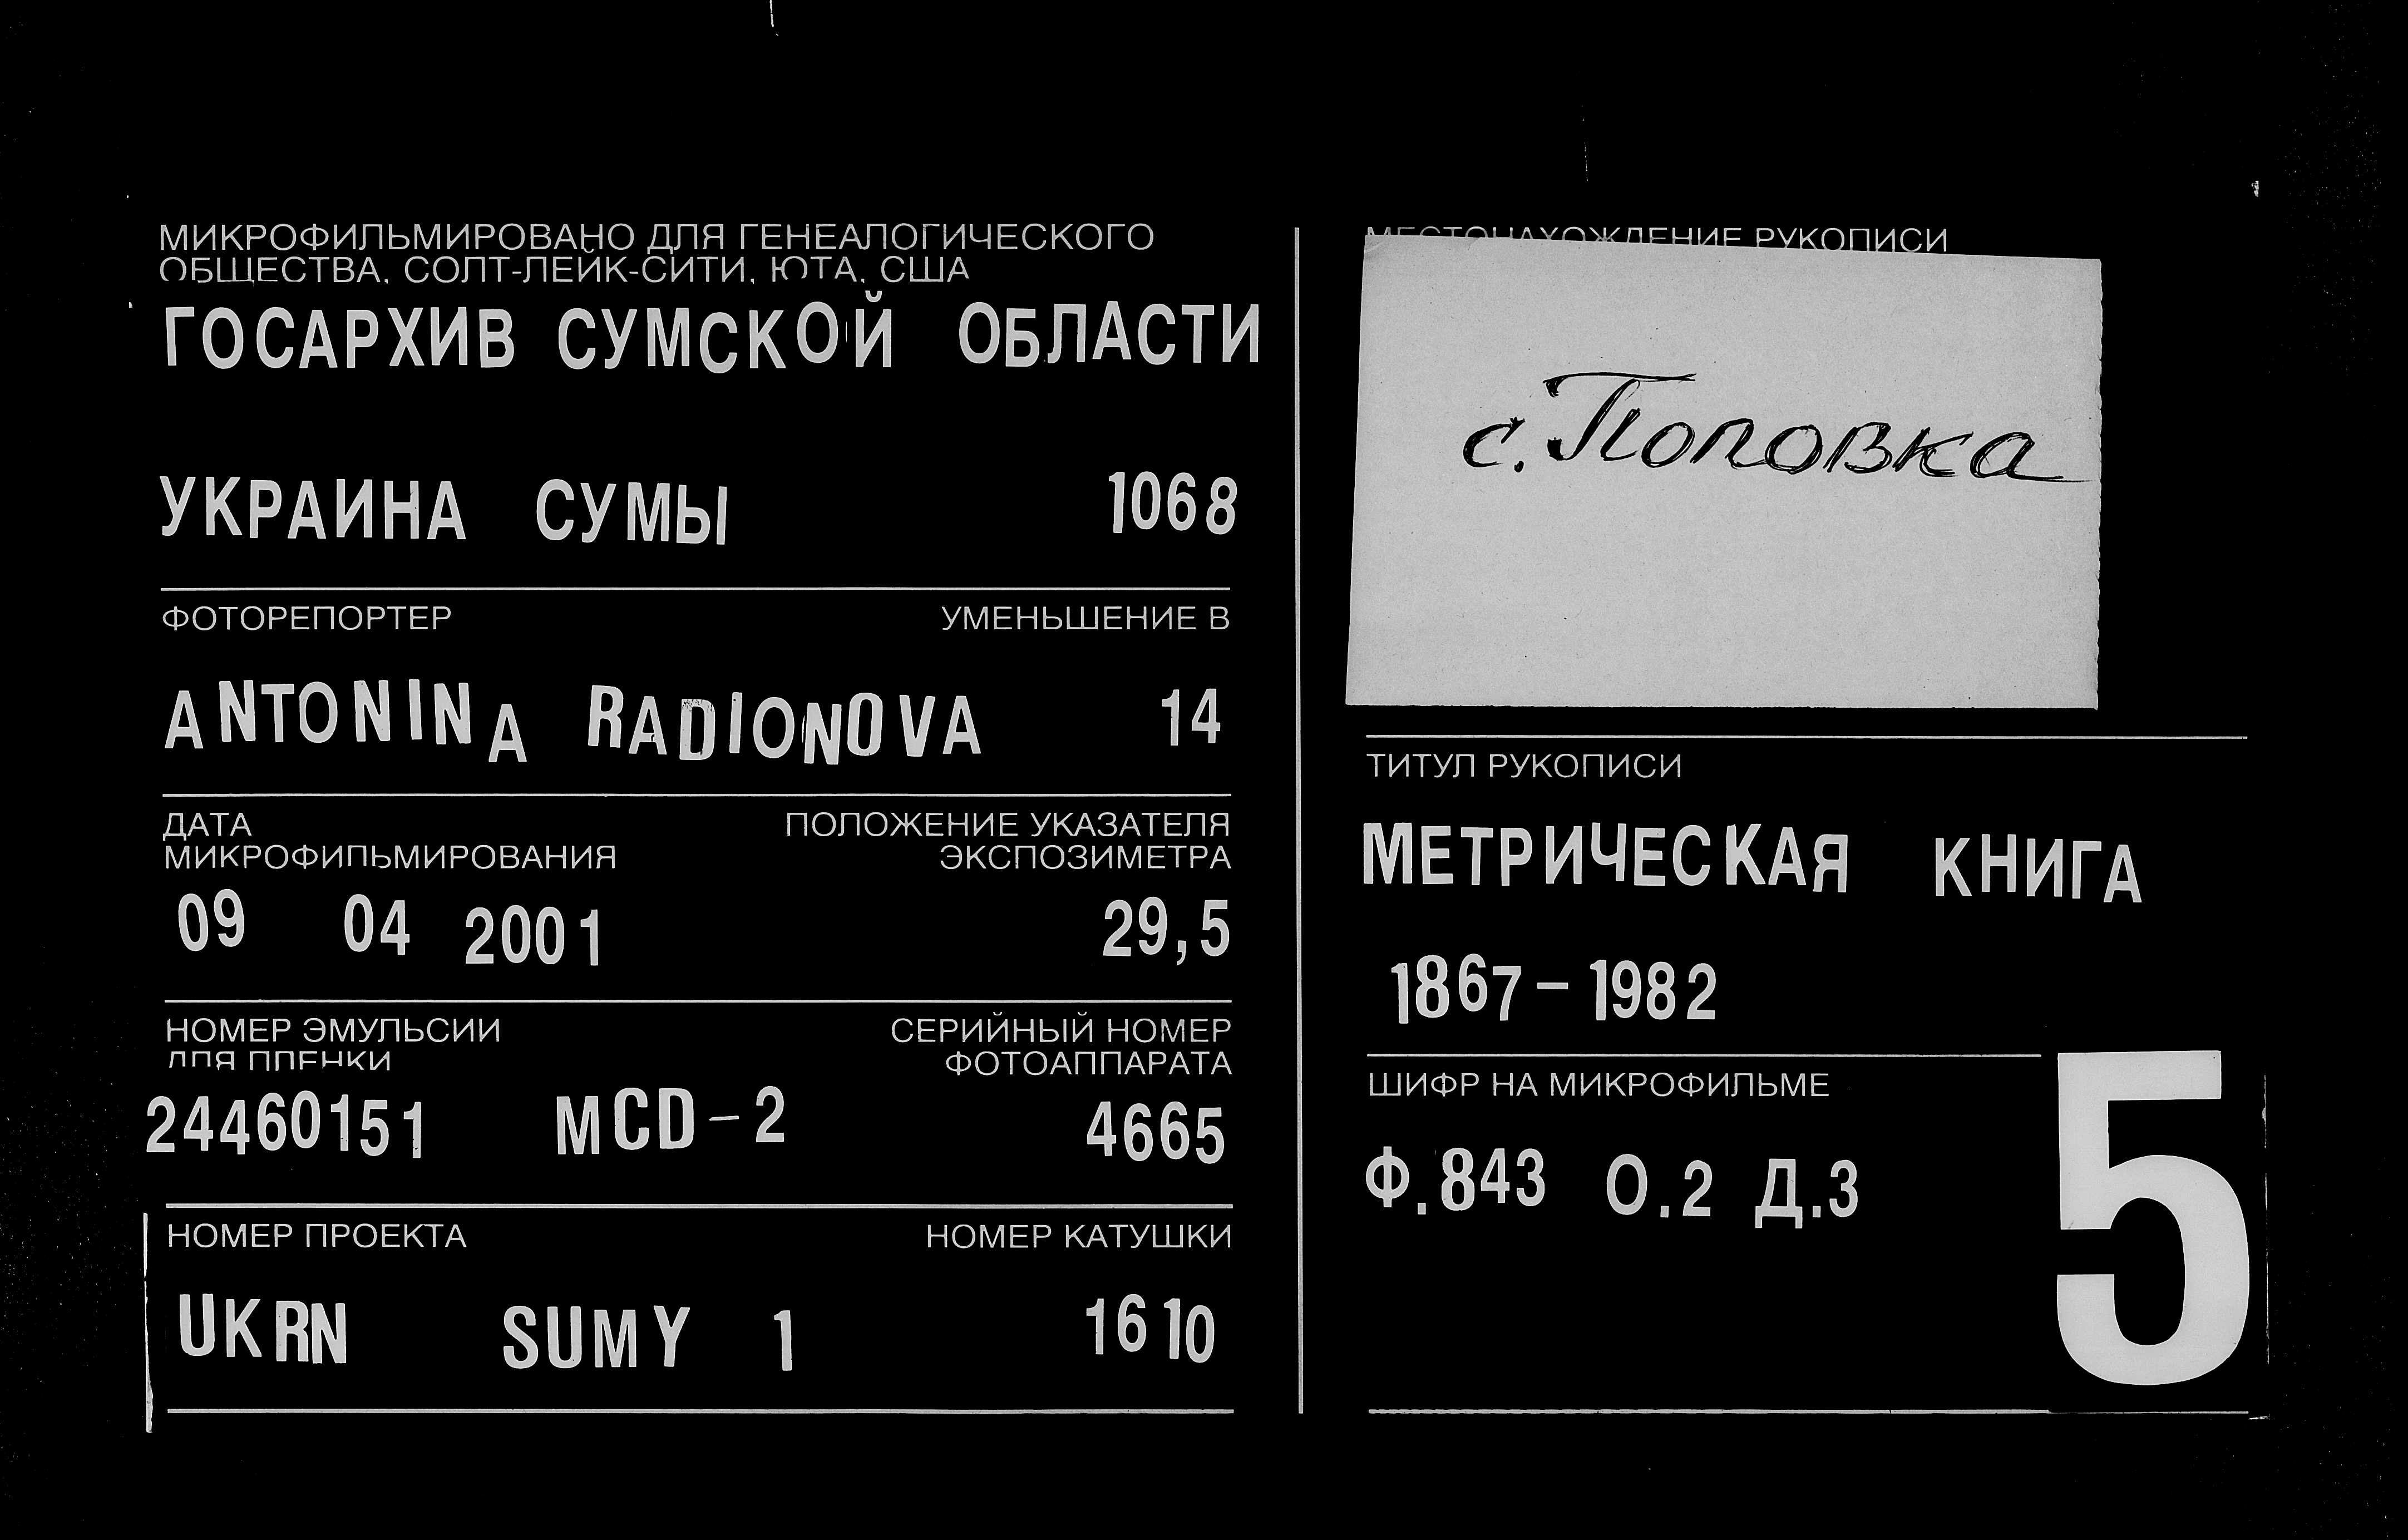 МИКРОФИЛЬМИРОВАНО ДЛЯ ГЕНЕАЛОГИЧЕСКОГО
ОБЩЕСТВА, СОЛТ-ЛЕЙК-СИТИ, ЮТА, США
ГОСАРХИВ СУМСКОЙ ОБЛАСТИ
УКРАИНА СУМЫ 1068
ФОТОРЕПОРТЕР УМЕНЬШЕНИЕ В
ANTONINA RADIONOVA 14
ДАТА ПОЛОЖЕНИЕ УКАЗАТЕЛЯ
МИКРОФИЛЬМИРОВАНИЯ ЭКСПОЗИМЕТРА
09 04 2001 29,5
НОМЕР ЭМУЛЬСИИ СЕРИЙНЫЙ НОМЕР
ДЛЯ ПЛЕНКИ ФОТОАППАРАТА
24460151 MCD-2 4665
НОМЕР ПРОЕКТА НОМЕР КАТУШКИ
UKRN SUMY 1 1610
МЕСТОНАХОЖДЕНИЕ РУКОПИСИ
с. Поповка
ТИТУЛ РУКОПИСИ
МЕТРИЧЕСКАЯ КНИГА
1867-1982
ШИФР НА МИКРОФИЛЬМЕ
Ф.843 О.2 Д.3
5